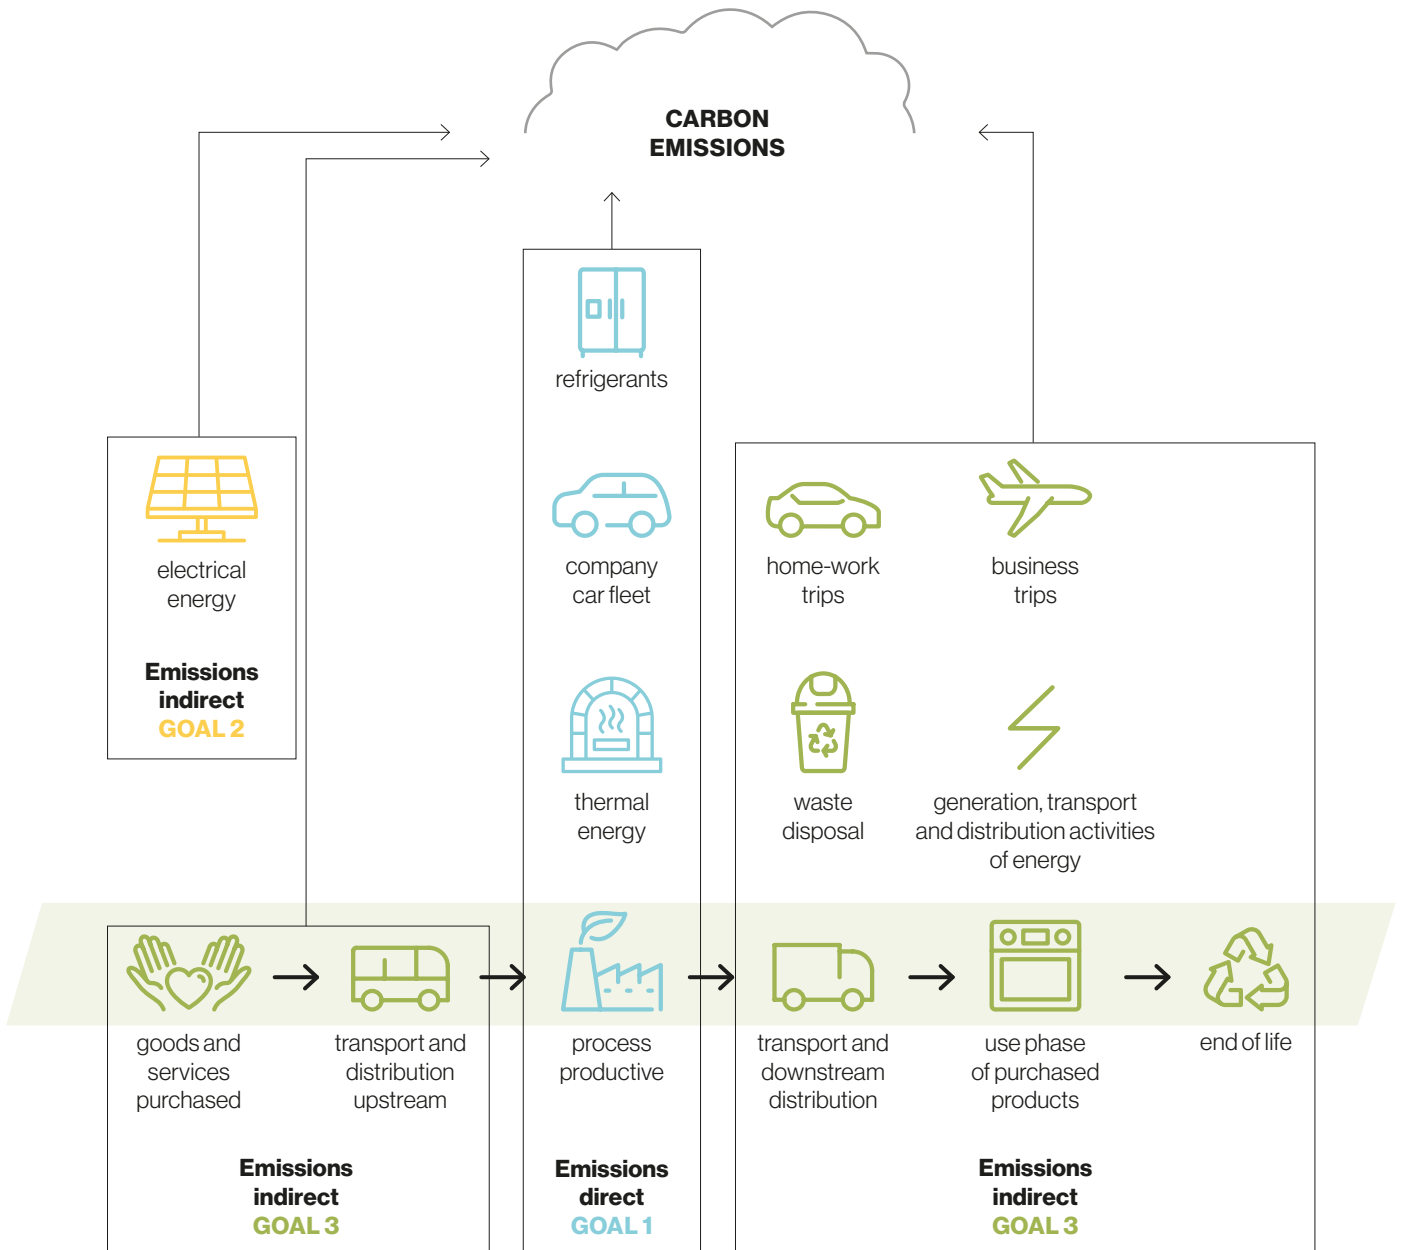 CARBON
EMISSIONS
refrigerants
electrical
energy
Emissions
indirect
GOAL 2
company
car fleet
home-work
trips
business
trips
thermal
energy
waste
disposal
generation, transport
and distribution activities
of energy
goods and
services
purchased
transport and
distribution
upstream
process
productive
transport and
downstream
distribution
use phase
of purchased
products
end of life
Emissions
indirect
GOAL 3
Emissions
direct
GOAL 1
Emissions
indirect
GOAL 3